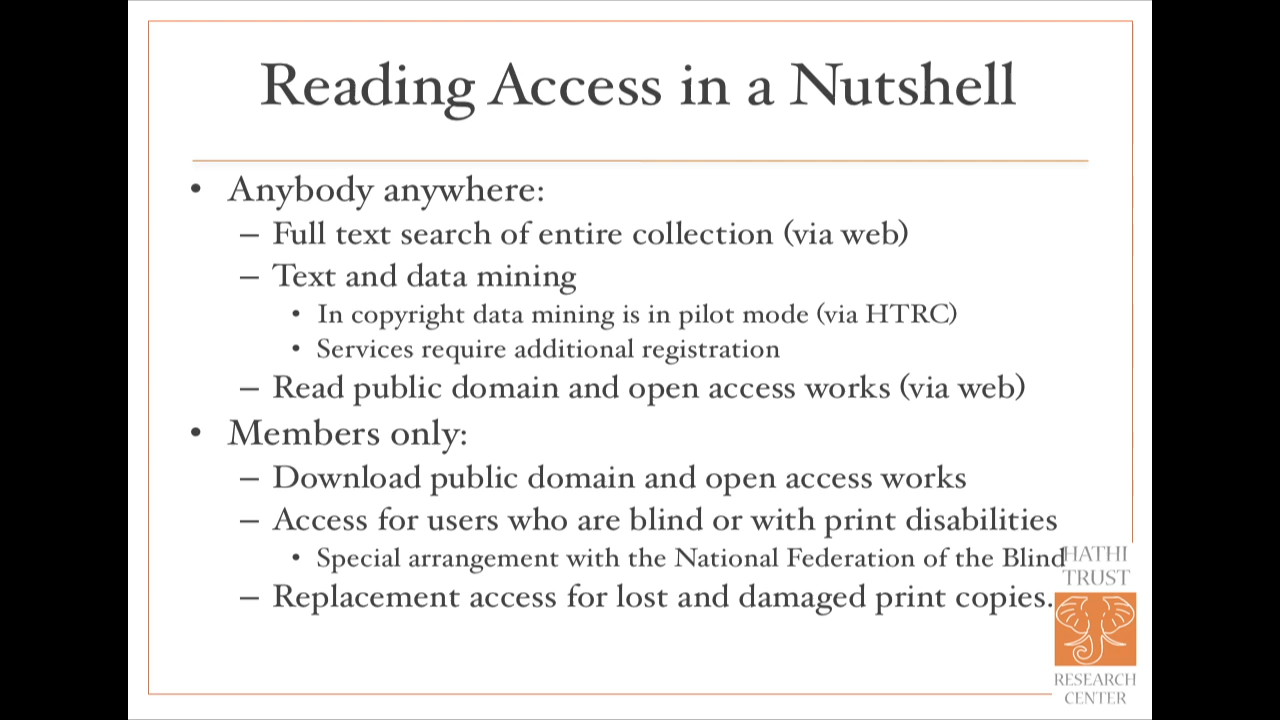 Reading Access in a Nutshell
• Anybody anywhere:
– Full text search of entire collection (via web)
– Text and data mining
• In copyright data mining is in pilot mode (via HTRC)
• Services require additional registration
– Read public domain and open access works (via web)
• Members only:
– Download public domain and open access works
– Access for users who are blind or with print disabilities
• Special arrangement with the National Federation of the Blind
– Replacement access for lost and damaged print copies.
HATHI
TRUST
RESEARCH
CENTER